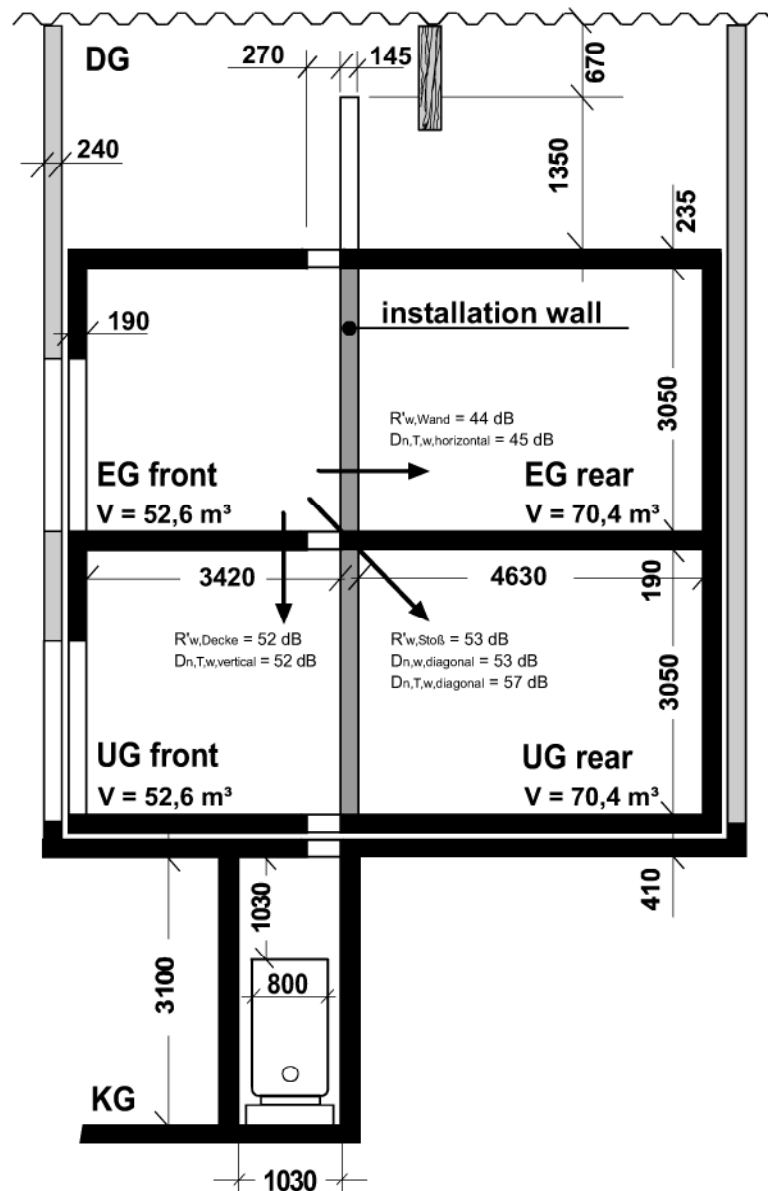 DG
270
145
670
240
1350
235
190
installation wall
3050
R'w,Wand = 44 dB
Dn,T,w,horizontal = 45 dB
EG front
V = 52,6 m³
EG rear
V = 70,4 m³
3420
4630
190
R'w,Decke = 52 dB
Dn,T,w,vertical = 52 dB
R'w,Stoß = 53 dB
Dn,w,diagonal = 53 dB
Dn,T,w,diagonal = 57 dB
3050
UG front
V = 52,6 m³
UG rear
V = 70,4 m³
1030
410
3100
800
KG
1030